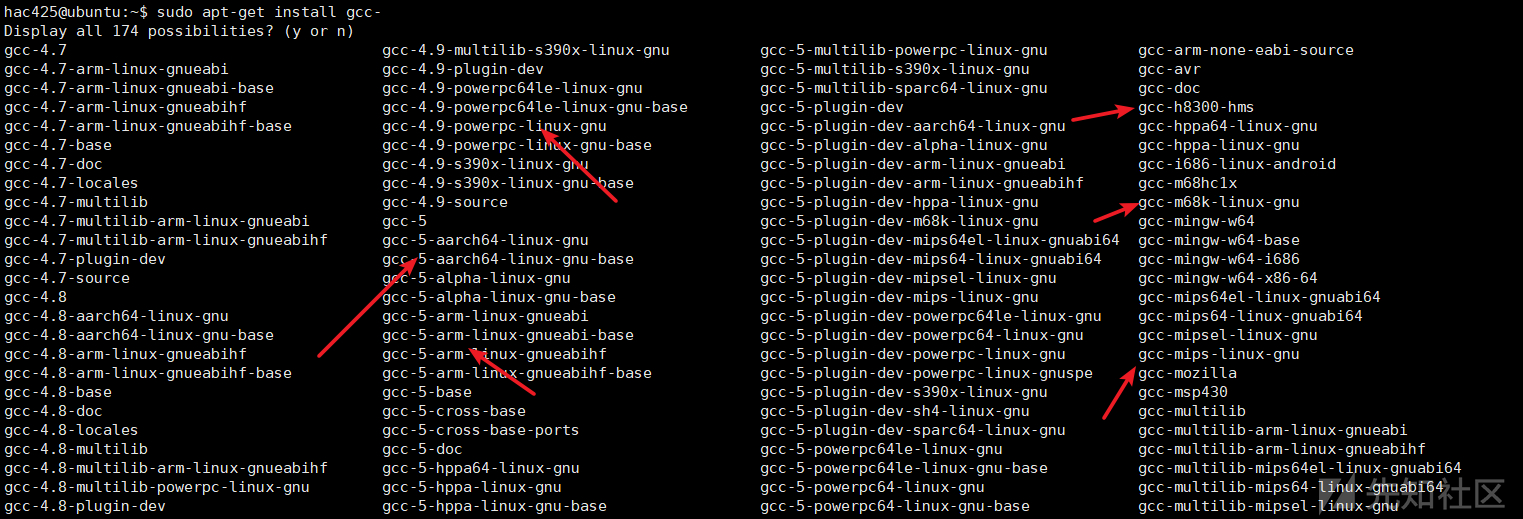 hac425@ubuntu:~$ sudo apt-get install gcc-
Display all 174 possibilities? (y or n)
gcc-4.7 gcc-4.9-multilib-s390x-linux-gnu gcc-5-multilib-powerpc-linux-gnu gcc-arm-none-eabi-source
gcc-4.7-arm-linux-gnueabi gcc-4.9-plugin-dev gcc-5-multilib-s390x-linux-gnu gcc-avr
gcc-4.7-arm-linux-gnueabi-base gcc-4.9-powerpc64le-linux-gnu gcc-5-multilib-sparc64-linux-gnu gcc-doc
gcc-4.7-arm-linux-gnueabihf gcc-4.9-powerpc64le-linux-gnu-base gcc-5-plugin-dev gcc-h8300-hms
gcc-4.7-arm-linux-gnueabihf-base gcc-4.9-powerpc-linux-gnu gcc-5-plugin-dev-aarch64-linux-gnu gcc-hppa64-linux-gnu
gcc-4.7-base gcc-4.9-powerpc-linux-gnu-base gcc-5-plugin-dev-alpha-linux-gnu gcc-hppa-linux-gnu
gcc-4.7-doc gcc-4.9-s390x-linux-gnu gcc-5-plugin-dev-arm-linux-gnueabi gcc-i686-linux-android
gcc-4.7-locales gcc-4.9-s390x-linux-gnu-base gcc-5-plugin-dev-arm-linux-gnueabihf gcc-m68hc1x
gcc-4.7-multilib gcc-4.9-source gcc-5-plugin-dev-hppa-linux-gnu gcc-m68k-linux-gnu
gcc-4.7-multilib-arm-linux-gnueabi gcc-5 gcc-5-plugin-dev-m68k-linux-gnu gcc-mingw-w64
gcc-4.7-multilib-arm-linux-gnueabihf gcc-5-aarch64-linux-gnu gcc-5-plugin-dev-mips64el-linux-gnuabi64 gcc-mingw-w64-base
gcc-4.7-plugin-dev gcc-5-aarch64-linux-gnu-base gcc-5-plugin-dev-mips64-linux-gnuabi64 gcc-mingw-w64-i686
gcc-4.7-source gcc-5-alpha-linux-gnu gcc-5-plugin-dev-mipsel-linux-gnu gcc-mingw-w64-x86-64
gcc-4.8 gcc-5-alpha-linux-gnu-base gcc-5-plugin-dev-mips-linux-gnu gcc-mips64el-linux-gnuabi64
gcc-4.8-aarch64-linux-gnu gcc-5-arm-linux-gnueabi gcc-5-plugin-dev-powerpc64le-linux-gnu gcc-mips64-linux-gnuabi64
gcc-4.8-aarch64-linux-gnu-base gcc-5-arm-linux-gnueabi-base gcc-5-plugin-dev-powerpc64-linux-gnu gcc-mipsel-linux-gnu
gcc-4.8-arm-linux-gnueabihf gcc-5-arm-linux-gnueabihf gcc-5-plugin-dev-powerpc-linux-gnu gcc-mips-linux-gnu
gcc-4.8-arm-linux-gnueabihf-base gcc-5-arm-linux-gnueabihf-base gcc-5-plugin-dev-powerpc-linux-gnuspe gcc-mozilla
gcc-4.8-base gcc-5-base gcc-5-plugin-dev-s390x-linux-gnu gcc-msp430
gcc-4.8-doc gcc-5-cross-base gcc-5-plugin-dev-sh4-linux-gnu gcc-multilib
gcc-4.8-locales gcc-5-cross-base-ports gcc-5-plugin-dev-sparc64-linux-gnu gcc-multilib-arm-linux-gnueabi
gcc-4.8-multilib gcc-5-doc gcc-5-powerpc64le-linux-gnu gcc-multilib-arm-linux-gnueabihf
gcc-4.8-multilib-arm-linux-gnueabihf gcc-5-hppa64-linux-gnu gcc-5-powerpc64le-linux-gnu-base gcc-multilib-mips64el-linux-gnuabi64
gcc-4.8-multilib-powerpc-linux-gnu gcc-5-hppa-linux-gnu gcc-5-powerpc64-linux-gnu gcc-multilib-mips64-linux-gnuabi64
gcc-4.8-plugin-dev gcc-5-hppa-linux-gnu-base gcc-5-powerpc64-linux-gnu-base gcc-multilib-mipsel-linux-gnu
先知社区